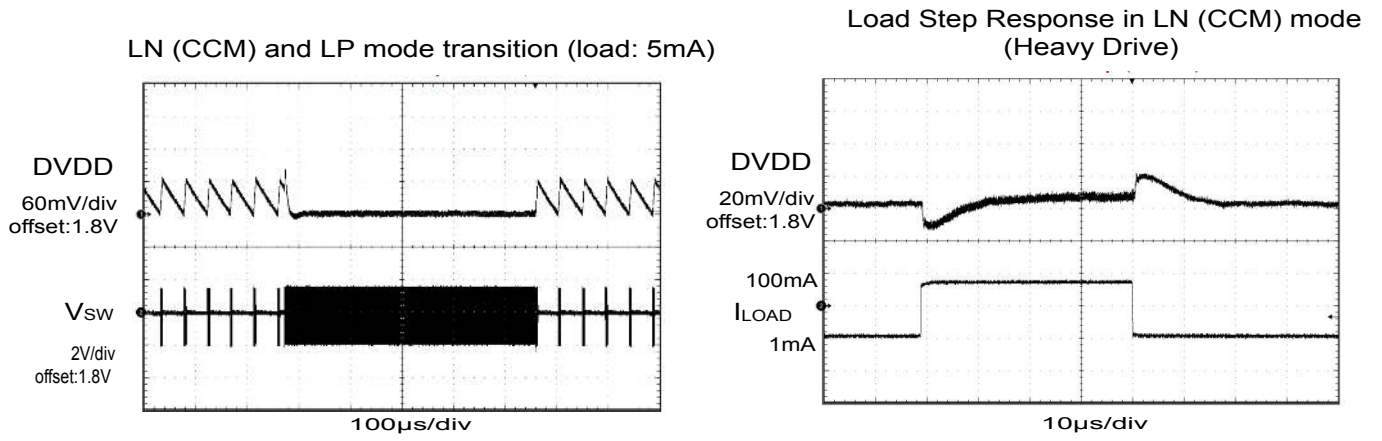 LN (CCM) and LP mode transition (load: 5mA)
DVDD
60mV/div
offset:1.8V
VSW
2V/div
offset:1.8V
100µs/div
Load Step Response in LN (CCM) mode
(Heavy Drive)
DVDD
20mV/div
offset:1.8V
100mA
ILOAD
1mA
10µs/div